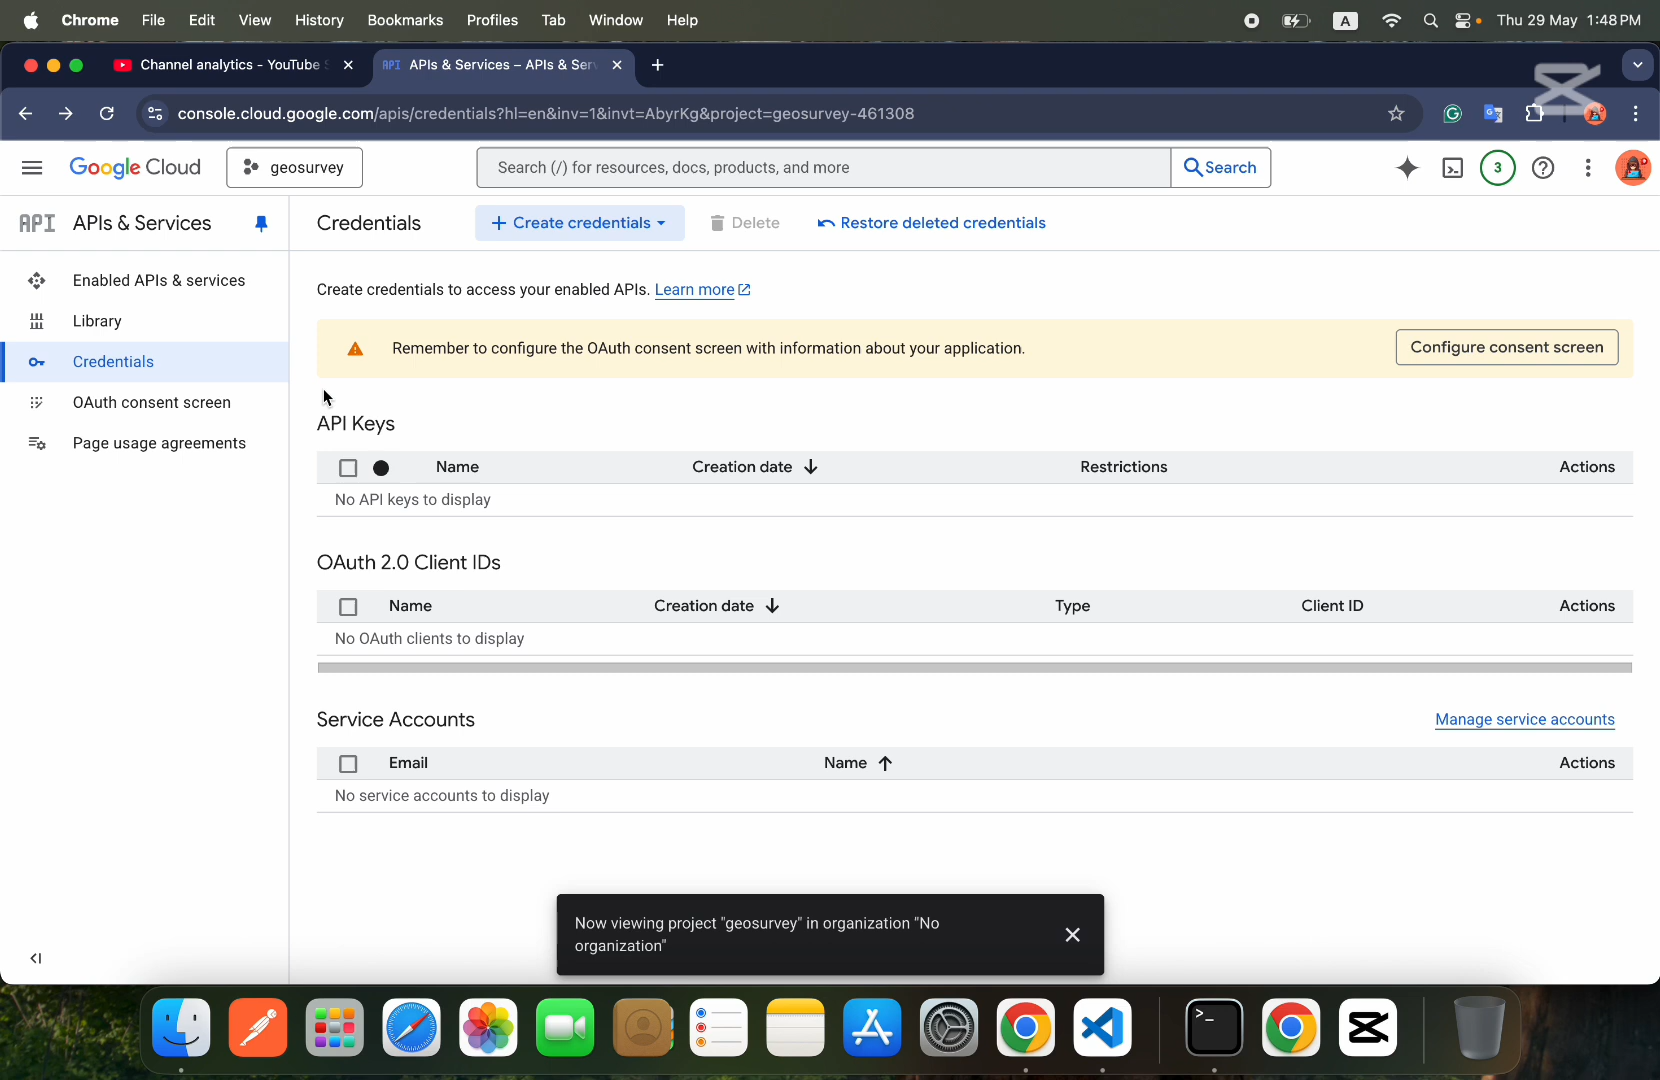 Chrome File Edit View History Bookmarks Profiles Tab Window Help
A
Thu 29 May 1:48 PM
Channel analytics - YouTube
API APIs & Services – APIs & Ser
console.cloud.google.com/apis/credentials?hl=en&inv=1&invt=AbyrKg&project=geosurvey-461308
Google Cloud
geosurvey
Search (/) for resources, docs, products, and more
Search
3
API APIs & Services
Credentials
+ Create credentials
Delete
Restore deleted credentials
Enabled APIs & services
Library
Credentials
OAuth consent screen
Page usage agreements
Create credentials to access your enabled APIs. Learn more
Remember to configure the OAuth consent screen with information about your application.
Configure consent screen
API Keys
Name Creation date Restrictions Actions
No API keys to display
OAuth 2.0 Client IDs
Name Creation date Type Client ID Actions
No OAuth clients to display
Service Accounts
Manage service accounts
Email Name Actions
No service accounts to display
Now viewing project "geosurvey" in organization "No
organization"